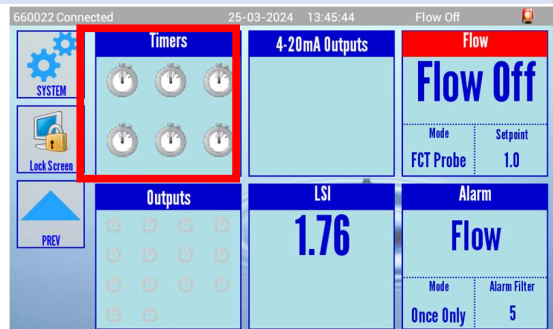 660022 Connected 25-03-2024 13:45:44 Flow Off
SYSTEM
Lock Screen
PREV
Timers
4-20mA Outputs
Flow
Flow Off
Mode Setpoint
FCT Probe 1.0
Outputs
LSI
1.76
Alarm
Flow
Mode Alarm Filter
Once Only 5